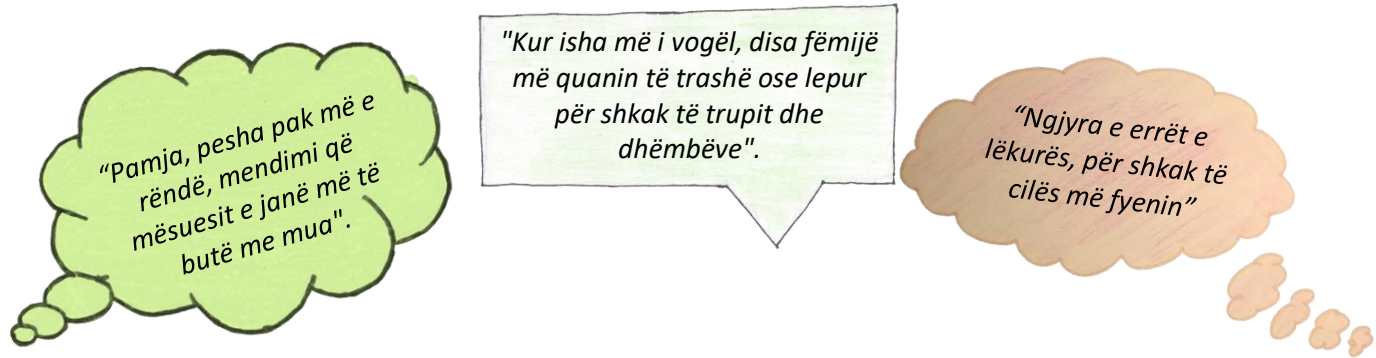 “Pamja, pesha pak më e
rëndë, mendimi që
mësuesit e janë më të
butë me mua".
"Kur isha më i vogël, disa fëmijë
më quanin të trashë ose lepur
për shkak të trupit dhe
dhëmbëve".
“Ngjyra e errët e
lëkurës, për shkak të
cilës më fyenin”